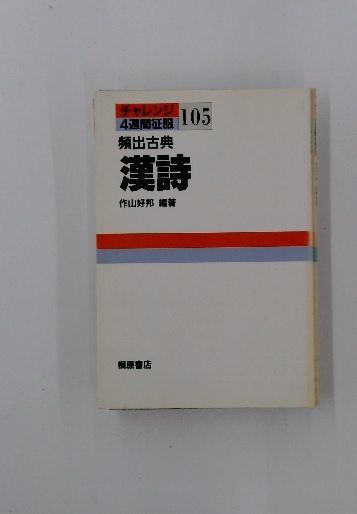 チャレンジ
4週間征服
105
頻出古典
漢詩
作山好邦 編著
桐原書店